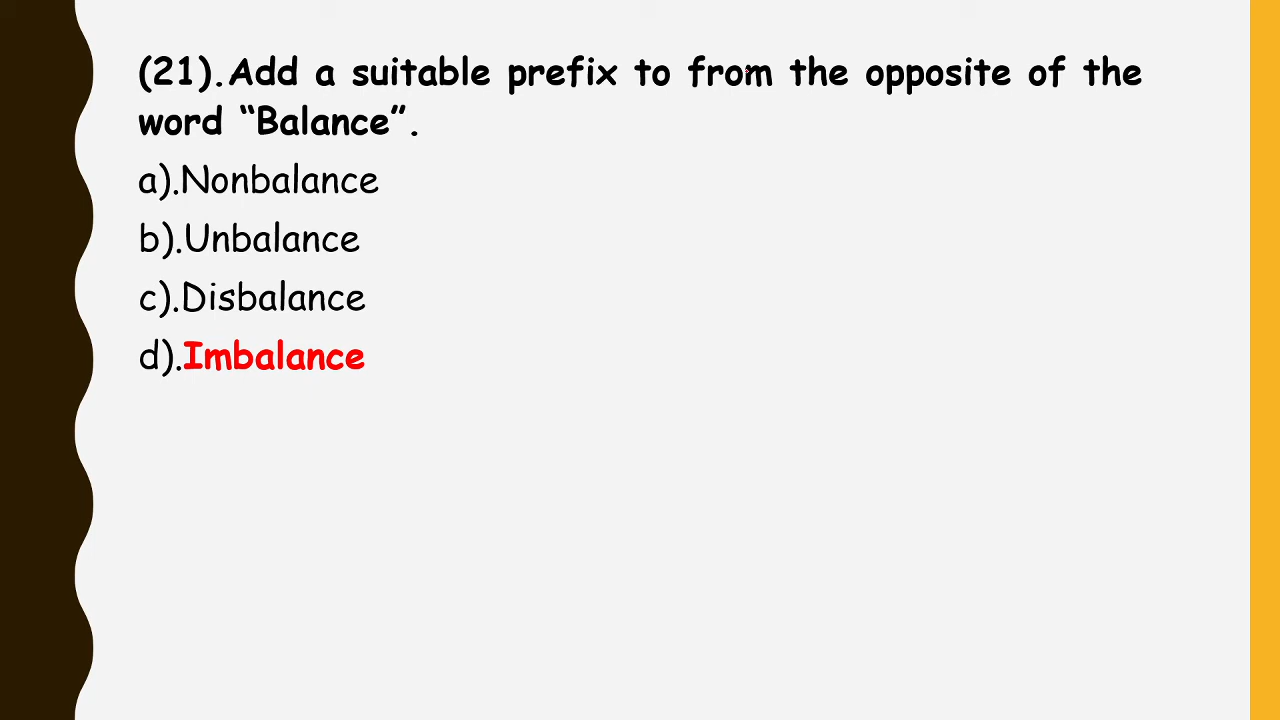 (21).Add a suitable prefix to from the opposite of the
word “Balance”.
a).Nonbalance
b).Unbalance
c).Disbalance
d).Imbalance